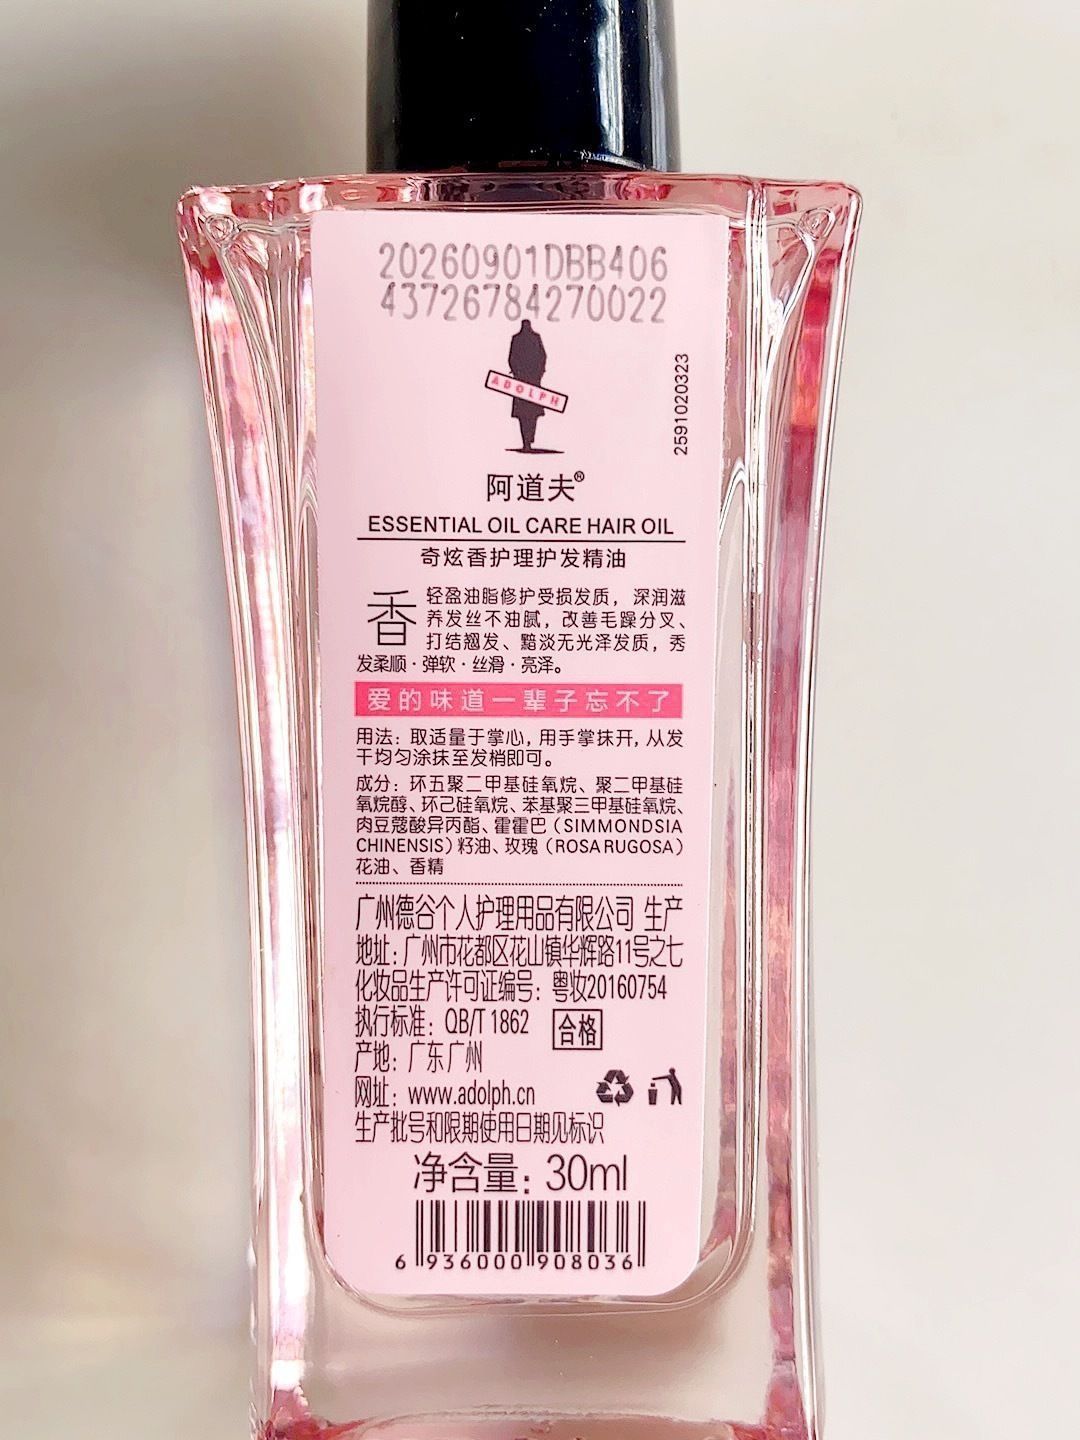 20260901DBB406
43726784270022
ADOLPH
2591020323
阿道夫®
ESSENTIAL OIL CARE HAIR OIL
奇炫香护理护发精油
香
轻盈油脂修护受损发质，深润滋
养发丝不油腻，改善毛躁分叉、
打结翘发、黯淡无光泽发质，秀
发柔顺·弹软·丝滑·亮泽。
爱的味道一辈子忘不了
用法：取适量于掌心，用手掌抹开，从发
干均匀涂抹至发梢即可。
成分：环五聚二甲基硅氧烷、聚二甲基硅
氧烷醇、环己硅氧烷、苯基聚三甲基硅氧烷、
肉豆蔻酸异丙酯、霍霍巴（SIMMONDSIA
CHINENSIS）籽油、玫瑰（ROSA RUGOSA）
花油、香精
广州德谷个人护理用品有限公司 生产
地址：广州市花都区花山镇华辉路11号之七
化妆品生产许可证编号：粤妆20160754
执行标准：QB/T 1862
合格
产地：广东广州
网址：www.adolph.cn
生产批号和限期使用日期见标识
净含量：30ml
6 936000 908036